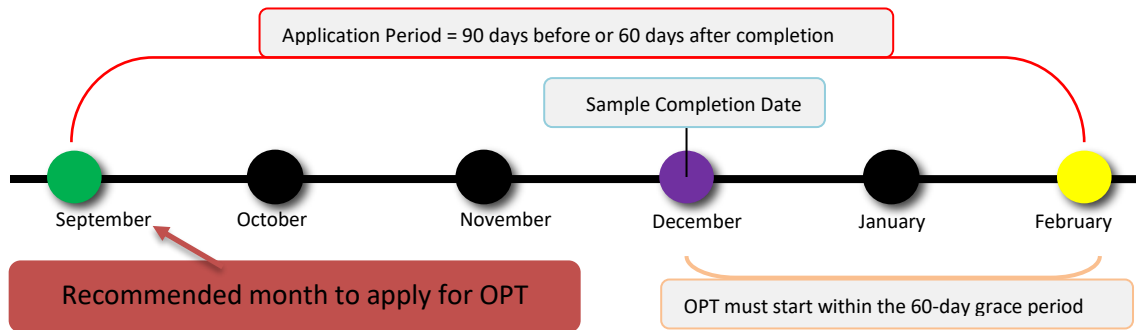 Application Period = 90 days before or 60 days after completion
Sample Completion Date
September
October
November
December
January
February
Recommended month to apply for OPT
OPT must start within the 60-day grace period